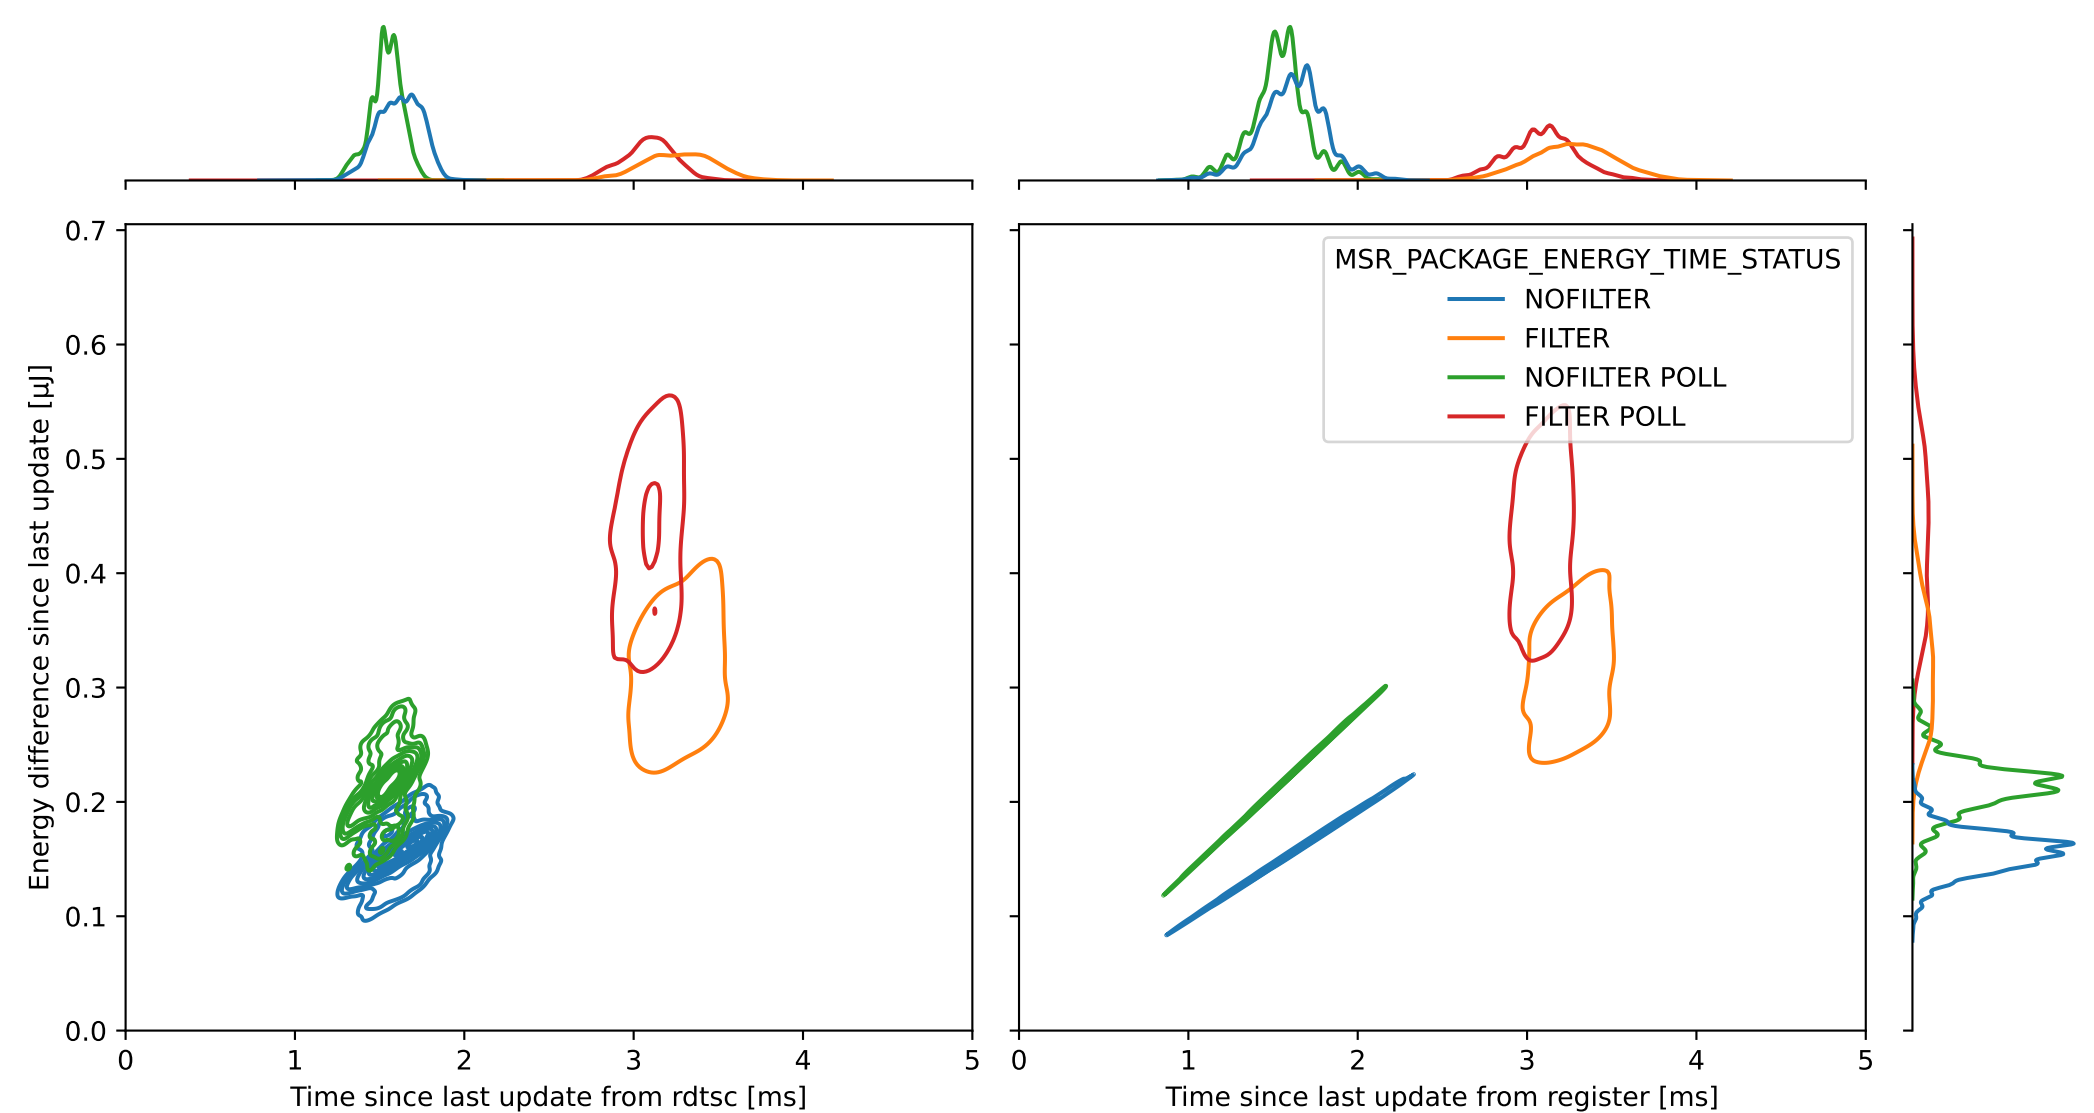 MSR_PACKAGE_ENERGY_TIME_STATUS
NOFILTER
FILTER
NOFILTER POLL
FILTER POLL
Energy difference since last update [µJ]
0.7
0.6
0.5
0.4
0.3
0.2
0.1
0.0
0 1 2 3 4 5
0 1 2 3 4 5
Time since last update from rdtsc [ms]
Time since last update from register [ms]